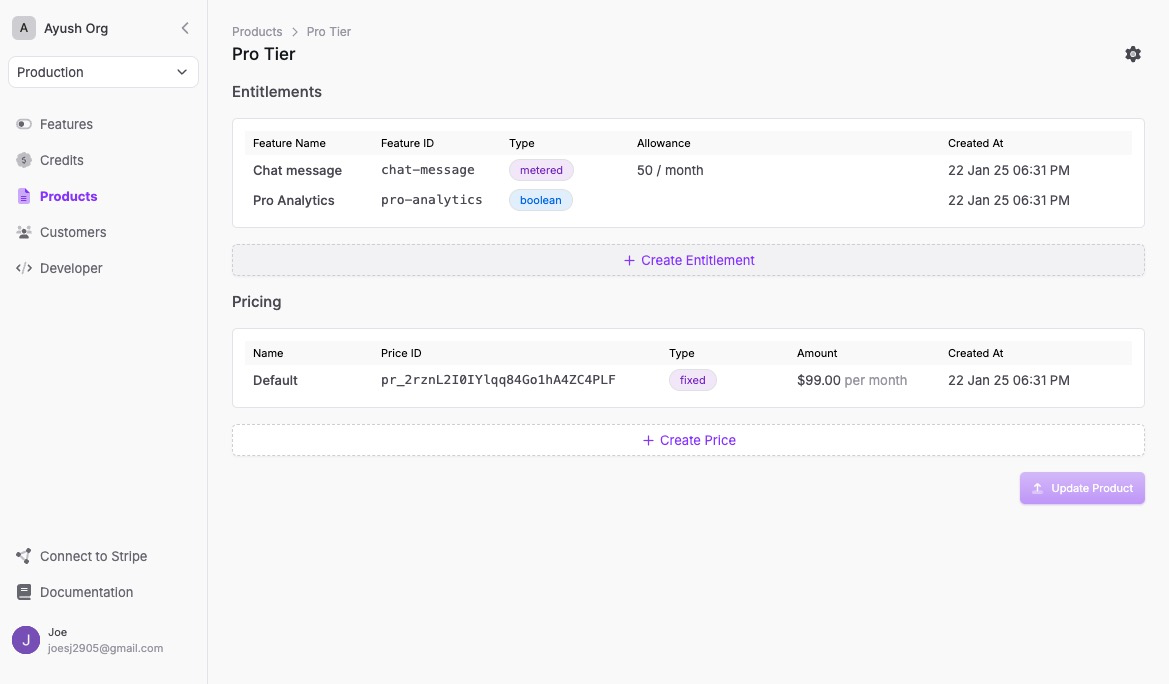 A Ayush Org
Production
Features
Credits
Products
Customers
Developer
Connect to Stripe
Documentation
J Joe
joesj2905@gmail.com
Products > Pro Tier
Pro Tier
Entitlements
Feature Name Feature ID Type Allowance Created At
Chat message chat-message metered 50 / month 22 Jan 25 06:31 PM
Pro Analytics pro-analytics boolean 22 Jan 25 06:31 PM
+ Create Entitlement
Pricing
Name Price ID Type Amount Created At
Default pr_2rznL2I0IYlqq84Go1hA4ZC4PLF fixed $99.00 per month 22 Jan 25 06:31 PM
+ Create Price
Update Product